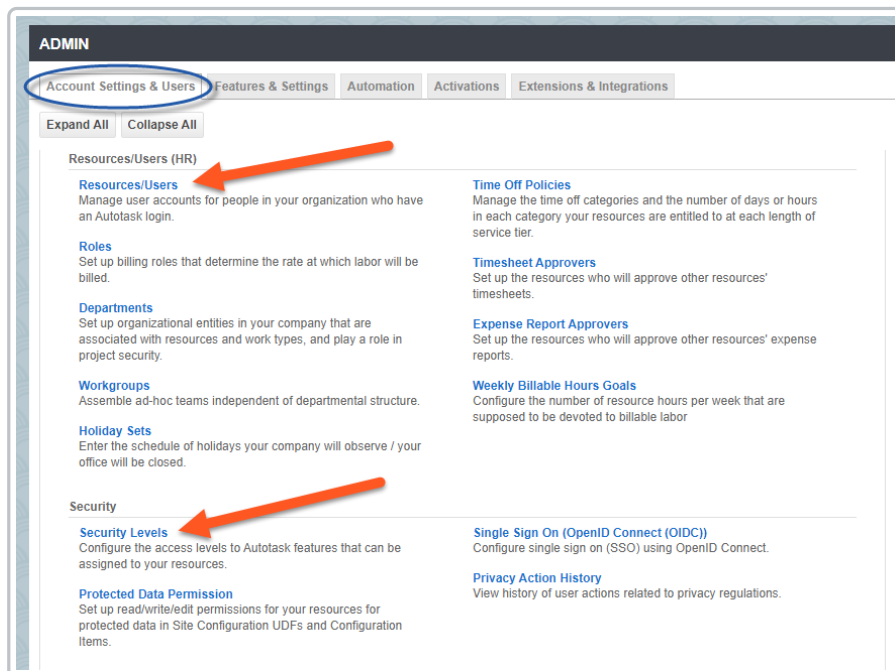 ADMIN
Account Settings & Users
Features & Settings
Automation
Activations
Extensions & Integrations
Expand All
Collapse All
Resources/Users (HR)
Resources/Users
Manage user accounts for people in your organization who have
an Autotask login.
Roles
Set up billing roles that determine the rate at which labor will be
billed.
Departments
Set up organizational entities in your company that are
associated with resources and work types, and play a role in
project security.
Workgroups
Assemble ad-hoc teams independent of departmental structure.
Holiday Sets
Enter the schedule of holidays your company will observe / your
office will be closed.
Time Off Policies
Manage the time off categories and the number of days or hours
in each category your resources are entitled to at each length of
service tier.
Timesheet Approvers
Set up the resources who will approve other resources'
timesheets.
Expense Report Approvers
Set up the resources who will approve other resources' expense
reports.
Weekly Billable Hours Goals
Configure the number of resource hours per week that are
supposed to be devoted to billable labor
Security
Security Levels
Configure the access levels to Autotask features that can be
assigned to your resources.
Protected Data Permission
Set up read/write/edit permissions for your resources for
protected data in Site Configuration UDFs and Configuration
Items.
Single Sign On (OpenID Connect (OIDC))
Configure single sign on (SSO) using OpenID Connect.
Privacy Action History
View history of user actions related to privacy regulations.